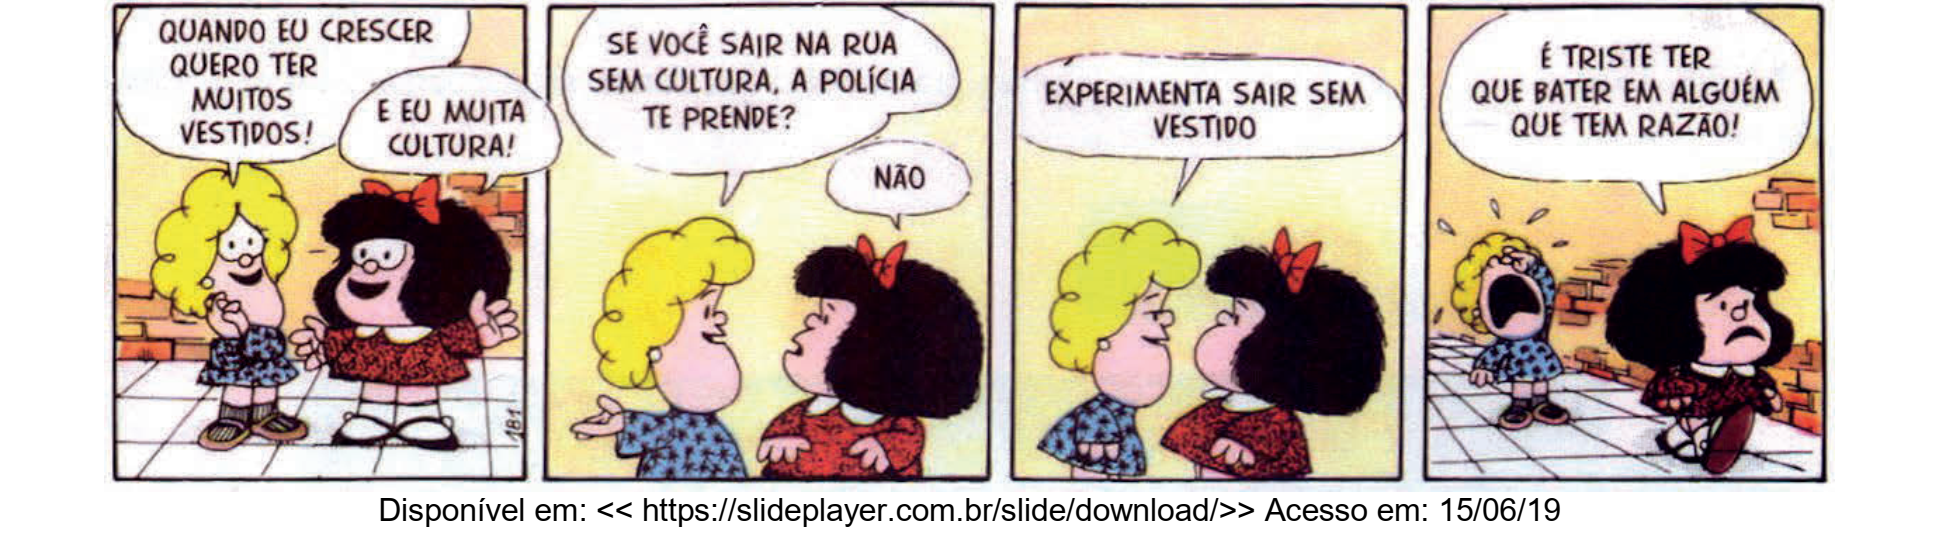 QUANDO EU CRESCER
QUERO TER
MUITOS
VESTIDOS!
E EU MUITA
CULTURA!
181
SE VOCÊ SAIR NA RUA
SEM CULTURA, A POLÍCIA
TE PRENDE?
NÃO
EXPERIMENTA SAIR SEM
VESTIDO
É TRISTE TER
QUE BATER EM ALGUÉM
QUE TEM RAZÃO!
Disponível em: << https://slideplayer.com.br/slide/download/>> Acesso em: 15/06/19